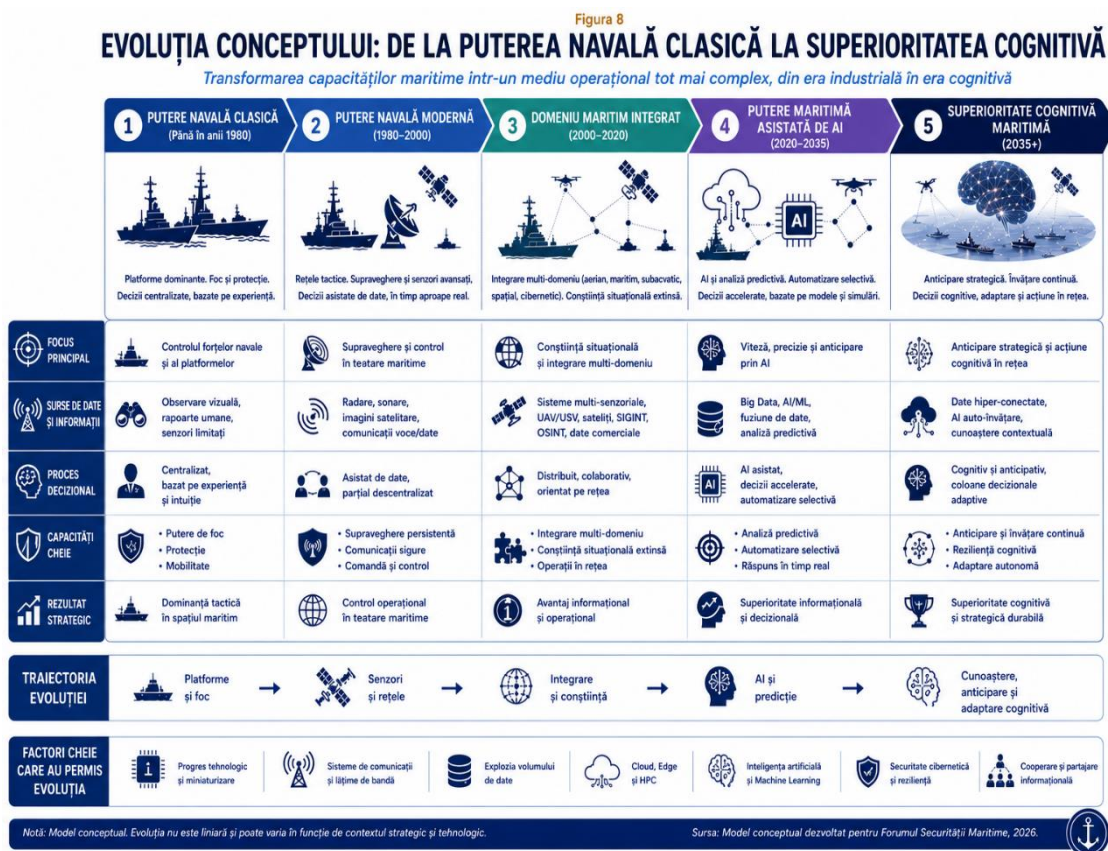 Figura 8
EVOLUȚIA CONCEPTULUI: DE LA PUTEREA NAVALĂ CLASICĂ LA SUPERIORITATEA COGNITIVĂ
Transformarea capacităților maritime intr-un mediu operațional tot mai complex, din era industrială în era cognitivă
1
PUTERE NAVALĂ CLASICĂ
(Până în anii 1980)
2
PUTERE NAVALĂ MODERNĂ
(1980–2000)
3
DOMENIU MARITIM INTEGRAT
(2000–2020)
4
PUTERE MARITIMĂ
ASISTATĂ DE AI
(2020–2035)
5
SUPERIORITATE COGNITIVĂ
MARITIMĂ
(2035+)
AI
Platforme dominante. Foc și protecție.
Decizii centralizate, bazate pe experiență.
Rețele tactice. Supraveghere și senzori avansați,
Decizii asistate de date, în timp aproape real.
Integrare multi-domeniu (aerian, maritim, subacvatic,
spațial, cibernetic). Conștiință situațională extinsă.
AI și analiză predictivă. Automatizare selectivă.
Decizii accelerate, bazate pe modele și simulări.
Anticipare strategică. Învățare continuă.
Decizii cognitive, adaptare și acțiune în rețea.
FOCUS
PRINCIPAL
Controlul forțelor navale
și al platformelor
Supraveghere și control
în teatare maritime
Conștiință situațională
și integrare multi-domeniu
Viteză, precizie și anticipare
prin AI
Anticipare strategică și acțiune
cognitivă în rețea
SURSE DE DATE
ȘI INFORMAȚII
Observare vizuală,
rapoarte umane,
senzori limitați
Radare, sonare,
imagini satelitare,
comunicații voce/date
Sisteme multi-senzoriale,
UAV/USV, sateliți, SIGINT,
OSINT, date comerciale
Big Data, AI/ML,
fuziune de date,
analiză predictivă
Date hiper-conectate,
AI auto-învățare,
cunoaștere contextuală
PROCES
DECIZIONAL
Centralizat,
bazat pe experiență
și intuiție
Asistat de date,
parțial descentralizat
Distribuit, colaborativ,
orientat pe rețea
AI
AI asistat,
decizii accelerate,
automatizare selectivă
Cognitiv și anticipativ,
coloane decizionale
adaptive
CAPACITĂȚI
CHEIE
• Putere de foc
• Protecție
• Mobilitate
• Supraveghere persistentă
• Comunicații sigure
• Comandă și control
• Integrare multi-domeniu
• Conștiință situațională extinsă
• Operații în rețea
• Analiză predictivă
• Automatizare selectivă
• Răspuns în timp real
• Anticipare și învățare continuă
• Reziliență cognitivă
• Adaptare autonomă
REZULTAT
STRATEGIC
Dominanță tactică
în spațiul maritim
Control operațional
în teatare maritime
Avantaj informațional
și operațional
Superioritate informațională
și decizională
Superioritate cognitivă
și strategică durabilă
TRAIECTORIA
EVOLUȚIEI
Platforme
și foc
Senzori
și rețele
Integrare
și conștiință
AI și
predicție
Cunoaștere,
anticipare și
adaptare cognitivă
FACTORI CHEIE
CARE AU PERMIS
EVOLUȚIA
Progres tehnologic
și miniaturizare
Sisteme de comunicații
și lățime de bandă
Explozia volumului
de date
Cloud, Edge
și HPC
Inteligența artificială
și Machine Learning
Securitate cibernetică
și reziliență
Cooperare și partajare
informațională
Notă: Model conceptual. Evoluția nu este liniară și poate varia în funcție de contextul strategic și tehnologic.
Sursa: Model conceptual dezvoltat pentru Forumul Securității Maritime, 2026.